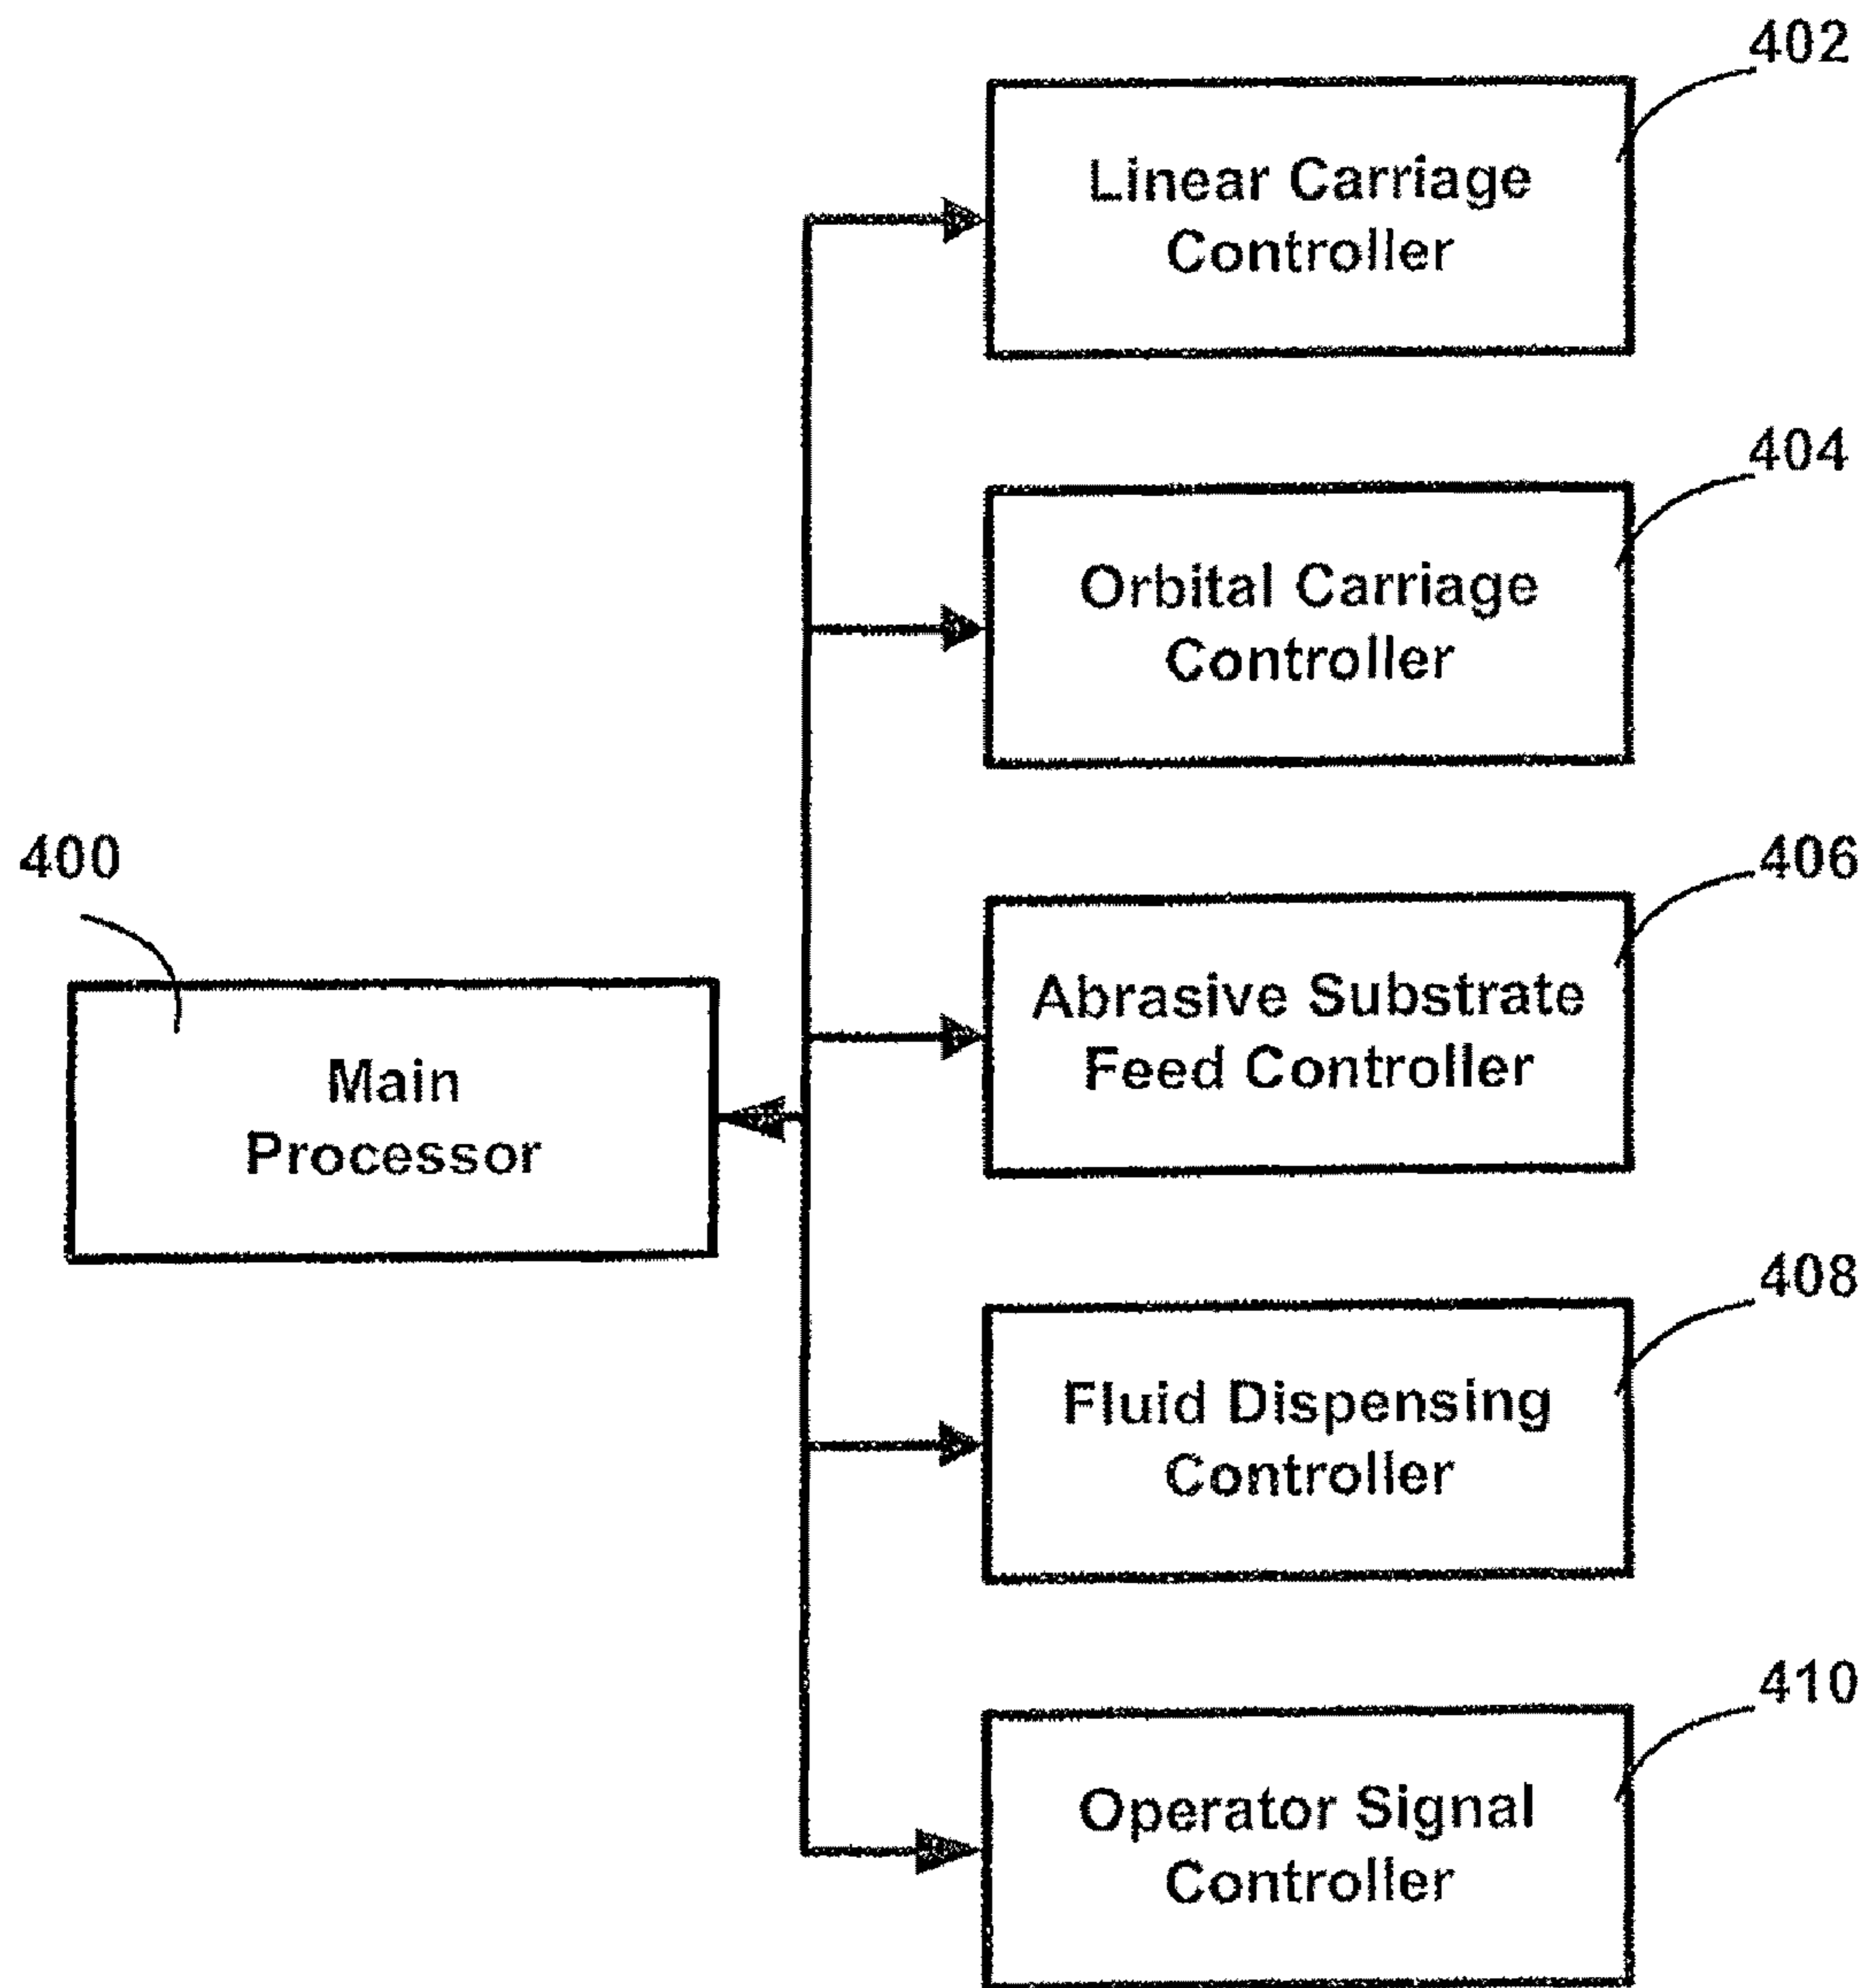 402
Linear Carriage
Controller
404
Orbital Carriage
Controller
400
Main
Processor
406
Abrasive Substrate
Feed Controller
408
Fluid Dispensing
Controller
410
Operator Signal
Controller